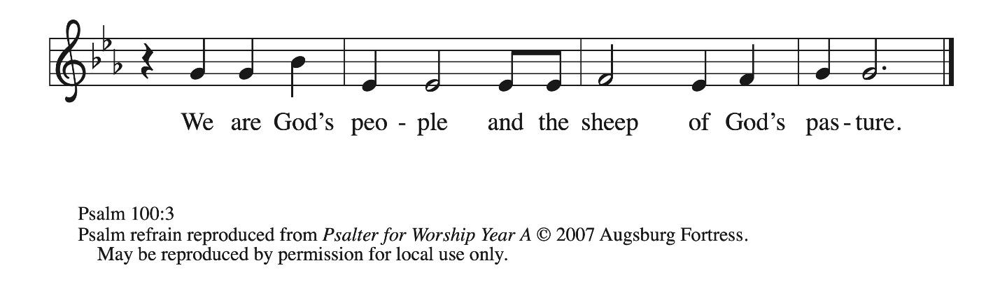 We are God's peo - ple and the sheep of God's pas - ture.
Psalm 100:3
Psalm refrain reproduced from Psalter for Worship Year A © 2007 Augsburg Fortress.
May be reproduced by permission for local use only.